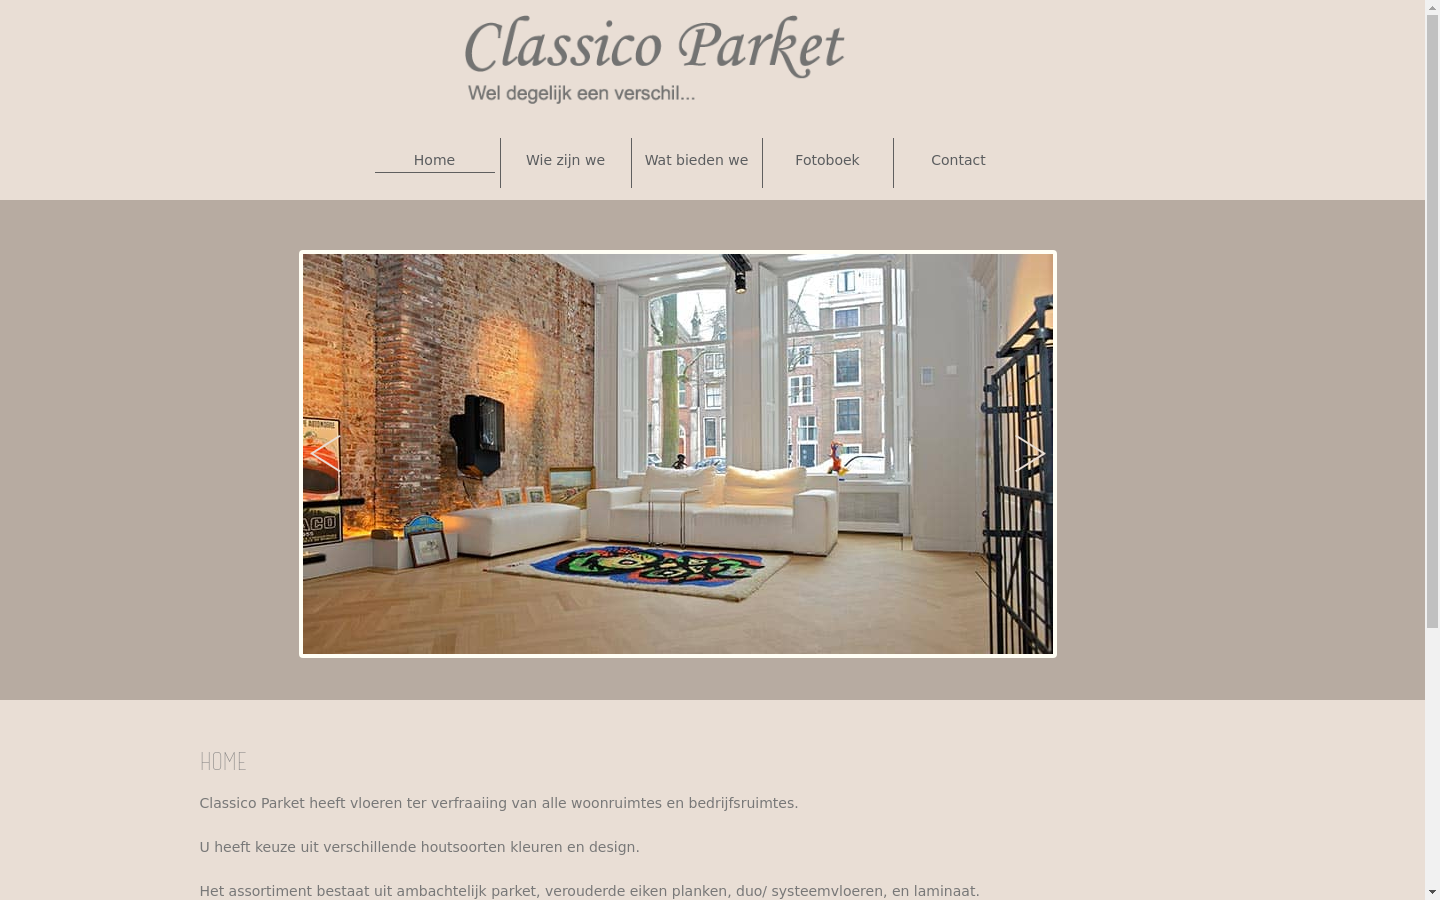 Classico Parket
Wel degelijk een verschil...
Home
Wie zijn we
Wat bieden we
Fotoboek
Contact
HOME
Classico Parket heeft vloeren ter verfraaiing van alle woonruimtes en bedrijfsruimtes.
U heeft keuze uit verschillende houtsoorten kleuren en design.
Het assortiment bestaat uit ambachtelijk parket, verouderde eiken planken, duo/ systeemvloeren, en laminaat.